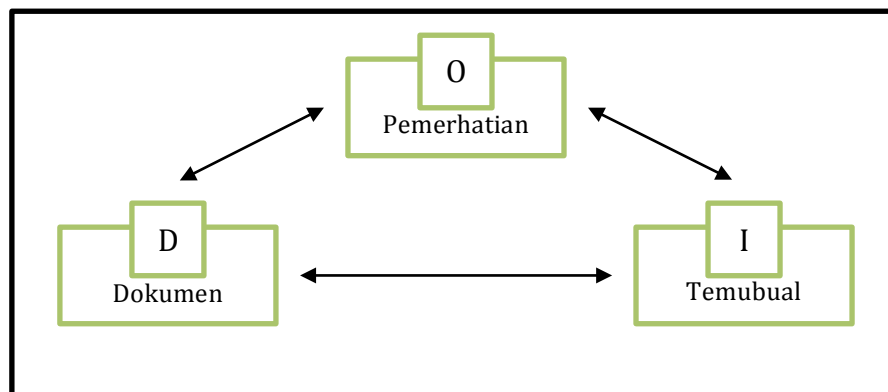 O
Pemerhatian
D
Dokumen
I
Temubual